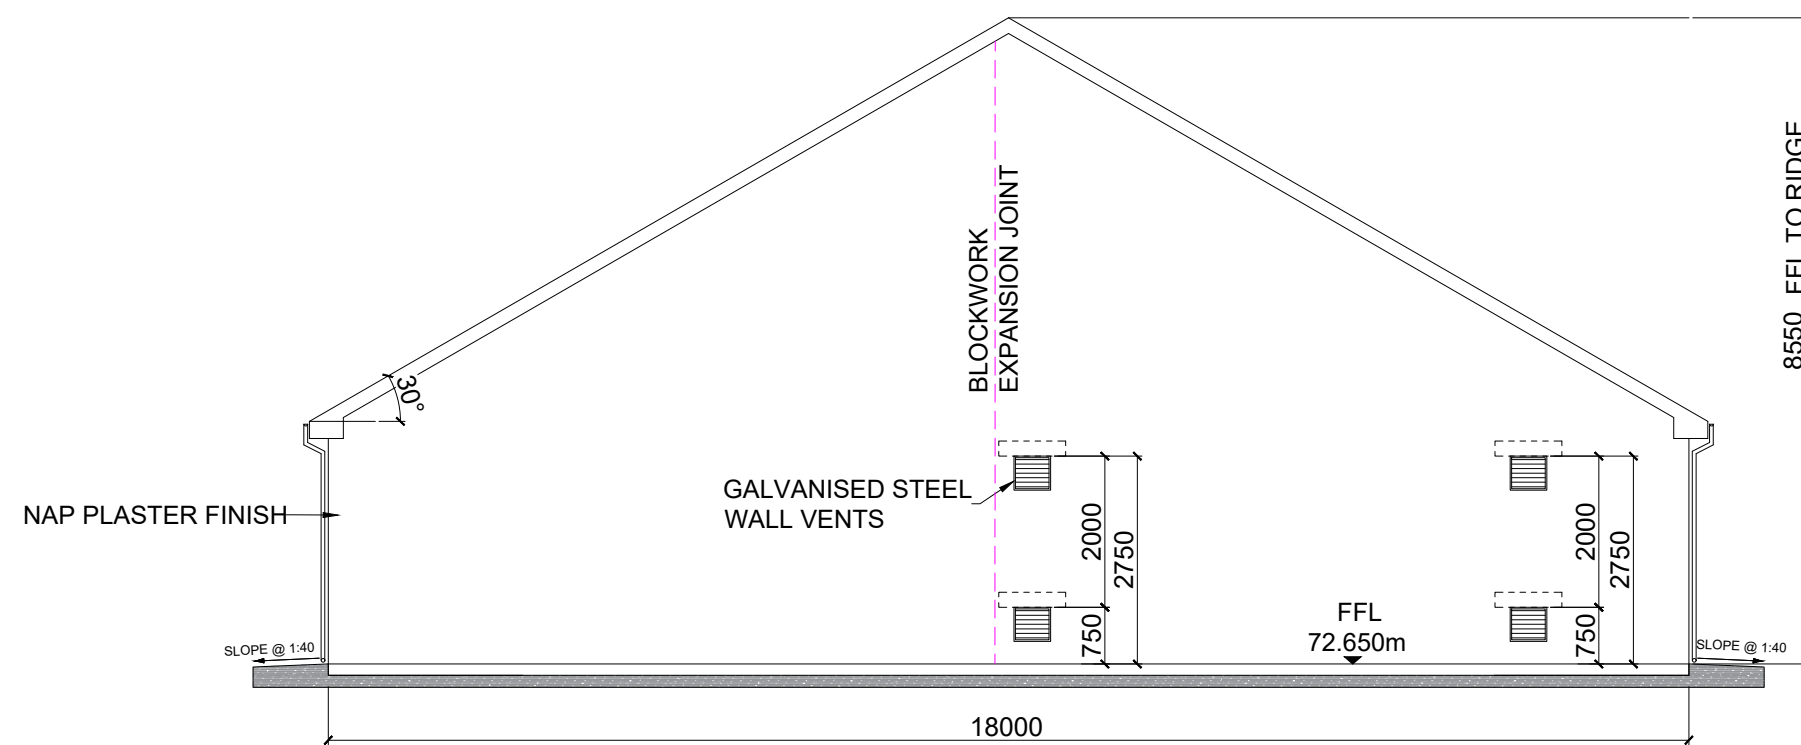 8550 FFL TO RIDGE
BLOCKWORK
EXPANSION JOINT
30°
GALVANISED STEEL
WALL VENTS
NAP PLASTER FINISH
2000
2750
750
2000
2750
750
FFL
72.650m
SLOPE @ 1:40
SLOPE @ 1:40
18000